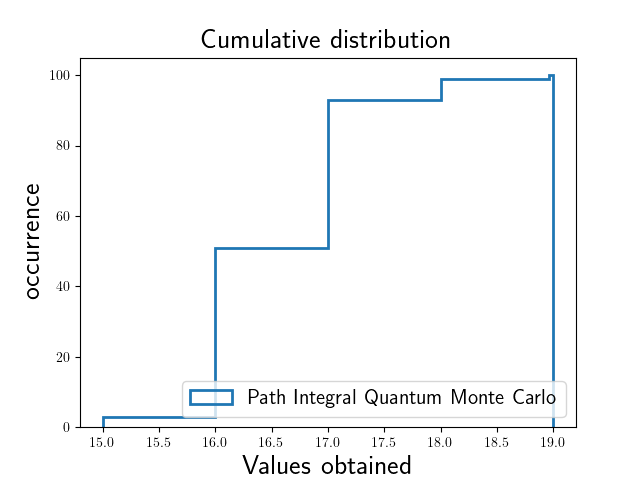 Cumulative distribution
100
80
60
40
20
0
occurrence
Path Integral Quantum Monte Carlo
15.0 15.5 16.0 16.5 17.0 17.5 18.0 18.5 19.0
Values obtained